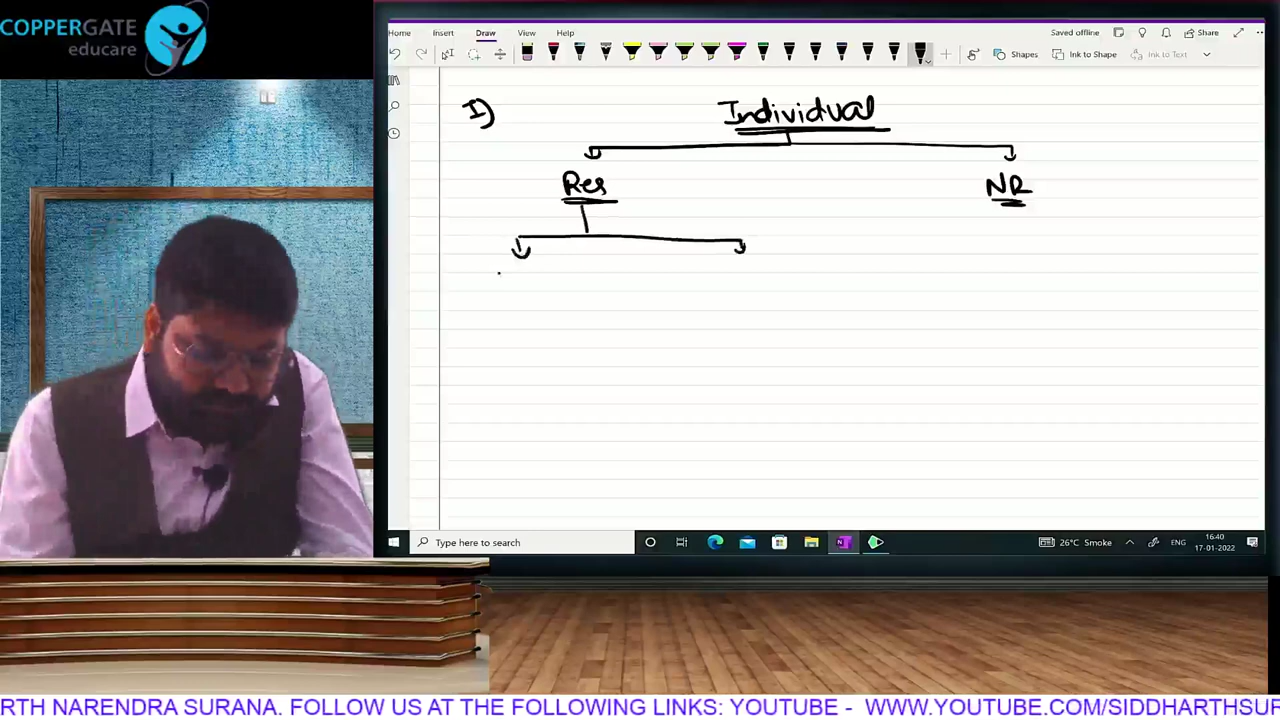 COPPERGATE
educare
Home Insert Draw View Help
Saved offline
Share
Shapes
Ink to Shape
Ink to Text
I) Individual
Res NR
Type here to search
26°C Smoke
ENG
16:40
17-01-2022
RTH NARENDRA SURANA. FOLLOW US AT THE FOLLOWING LINKS: YOUTUBE - WWW.YOUTUBE.COM/SIDDHARTHSUR